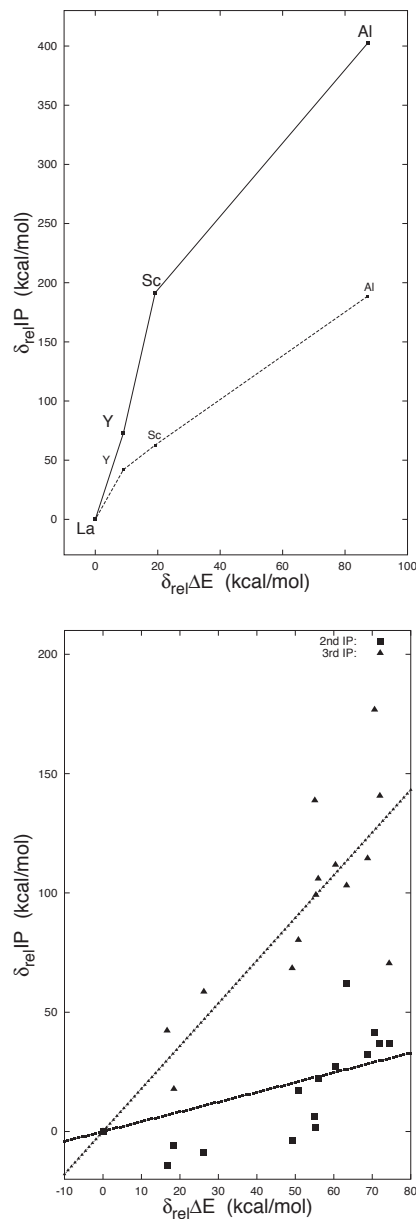 400
350
300
250
200
150
100
50
0
δrelIP (kcal/mol)
Al
Sc
Al
Y
Sc
Y
La
0 20 40 60 80 100
δrelΔE (kcal/mol)
2nd IP:
3rd IP:
200
150
100
50
0
δrelIP (kcal/mol)
-10 0 10 20 30 40 50 60 70 80
δrelΔE (kcal/mol)